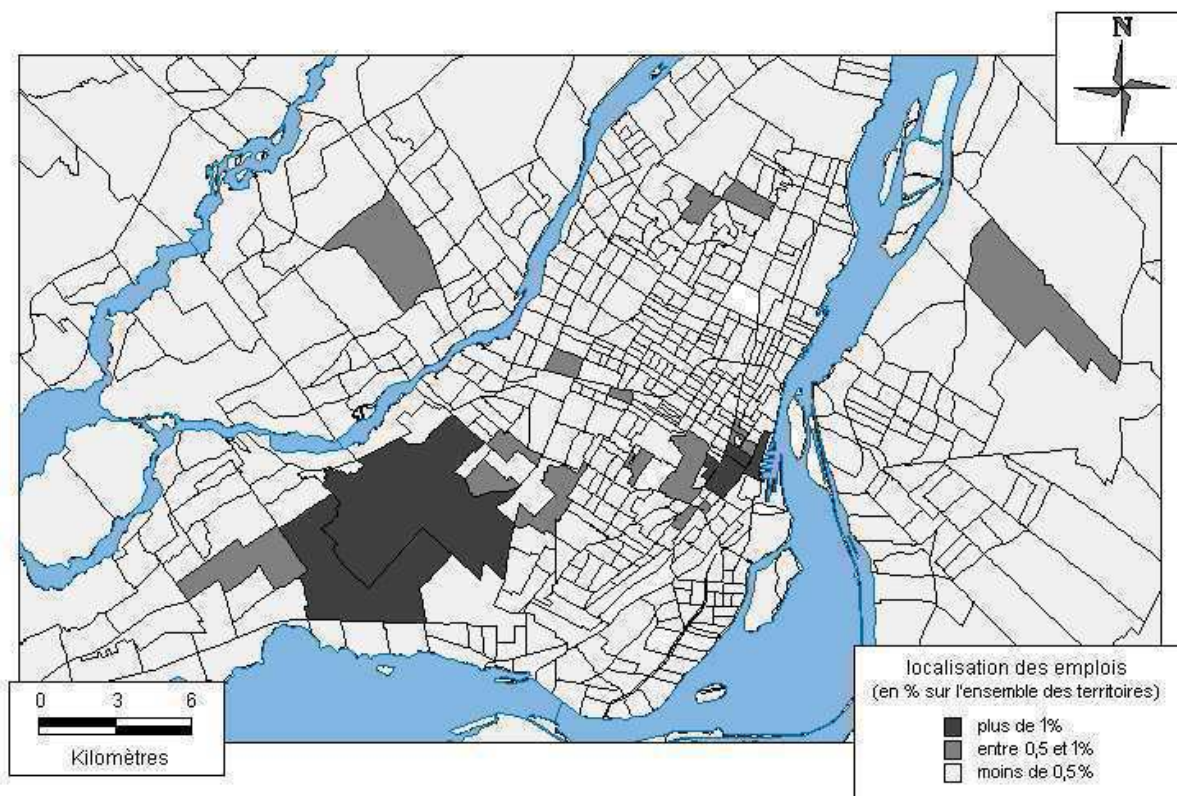 N
0 3 6
Kilomètres
localisation des emplois
(en % sur l'ensemble des territoires)
plus de 1%
entre 0,5 et 1%
moins de 0,5%